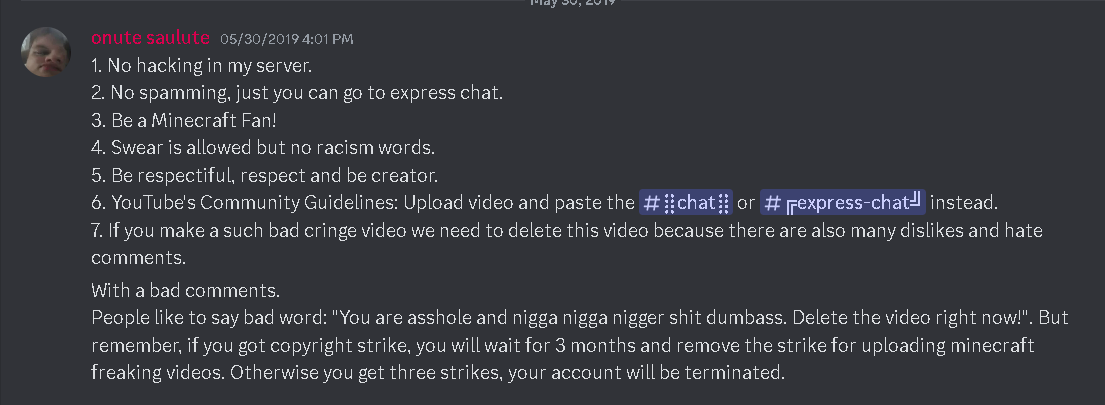 May 30, 2019
onute saulute 05/30/2019 4:01 PM
1. No hacking in my server.
2. No spamming, just you can go to express chat.
3. Be a Minecraft Fan!
4. Swear is allowed but no racism words.
5. Be respectiful, respect and be creator.
6. YouTube's Community Guidelines: Upload video and paste the #⣿chat⣿ or #╔express-chat╝ instead.
7. If you make a such bad cringe video we need to delete this video because there are also many dislikes and hate
comments.
With a bad comments.
People like to say bad word: "You are asshole and nigga nigga nigger shit dumbass. Delete the video right now!". But
remember, if you got copyright strike, you will wait for 3 months and remove the strike for uploading minecraft
freaking videos. Otherwise you get three strikes, your account will be terminated.